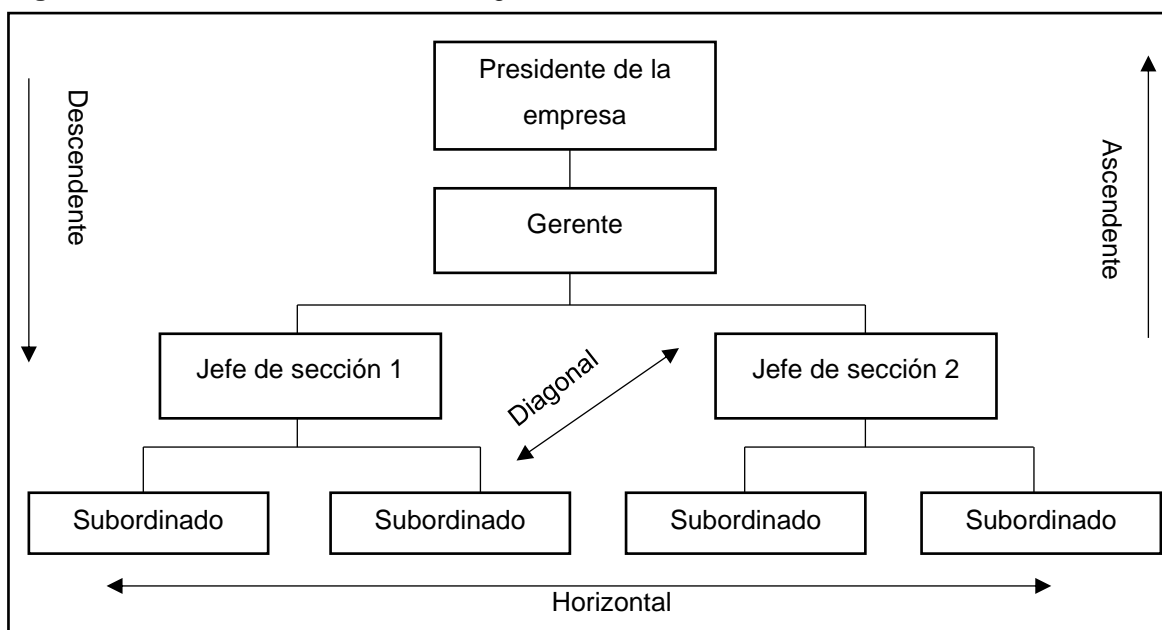 Presidente de la
empresa
Descendente
Ascendente
Gerente
Jefe de sección 1
Diagonal
Jefe de sección 2
Subordinado
Subordinado
Subordinado
Subordinado
Horizontal